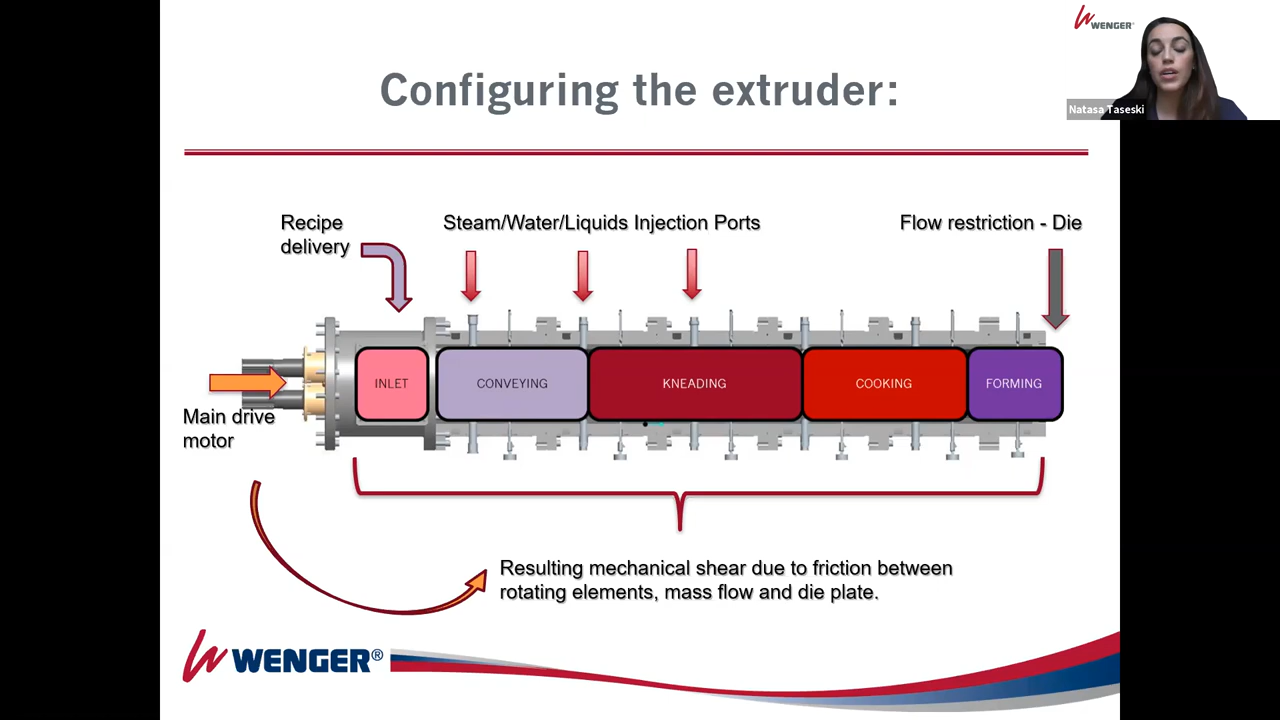 WENGER®
Natasa Taseski
Configuring the extruder:
Recipe
delivery
Steam/Water/Liquids Injection Ports
Flow restriction - Die
INLET
CONVEYING
KNEADING
COOKING
FORMING
Main drive
motor
Resulting mechanical shear due to friction between
rotating elements, mass flow and die plate.
WENGER®